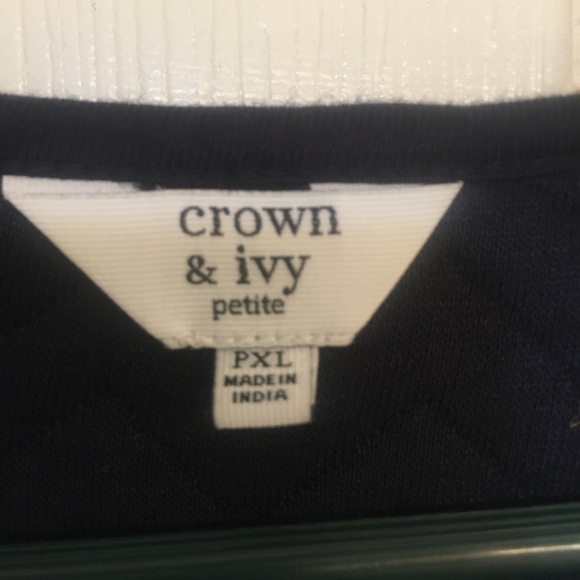 crown
& ivy
petite
PXL
MADE IN
INDIA